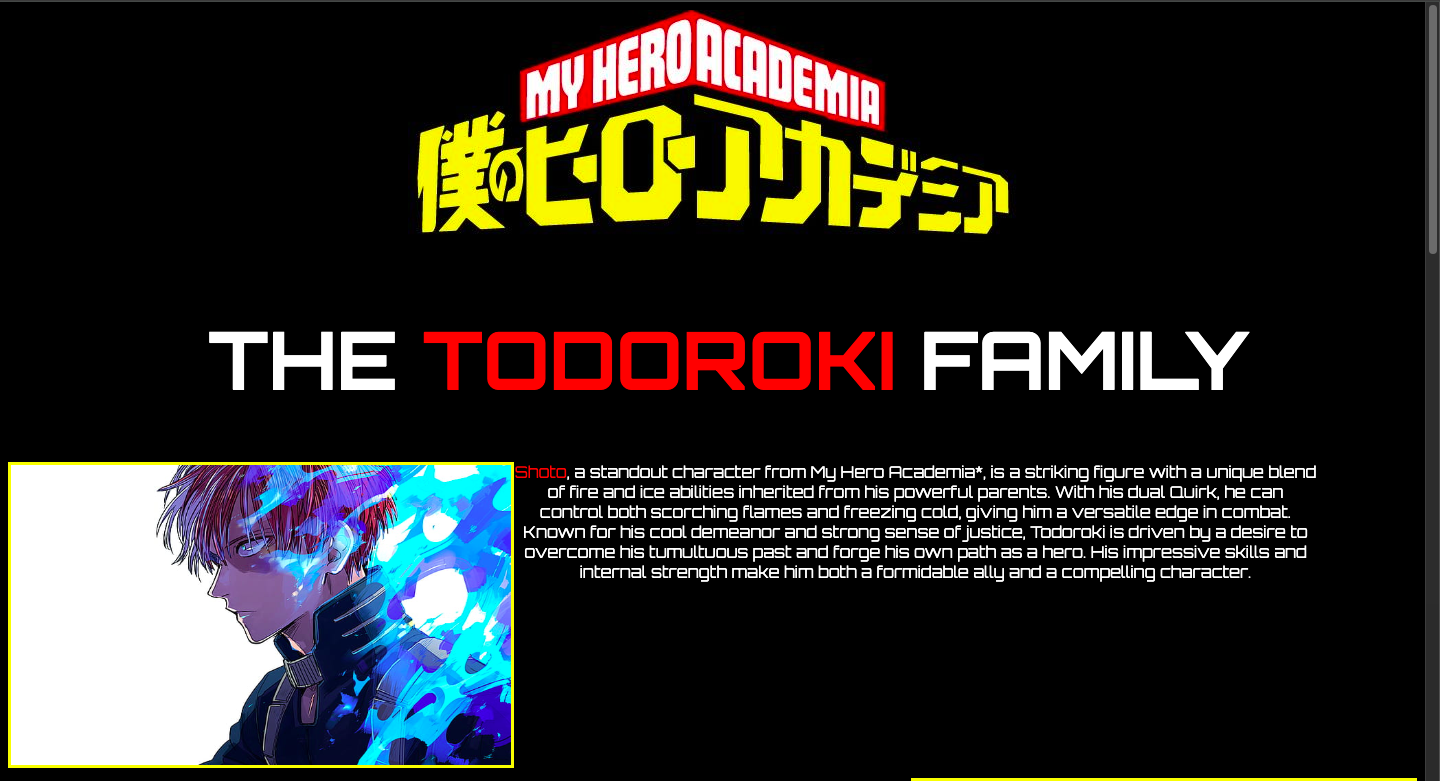 MY HERO ACADEMIA
僕のヒーローアカデミア
THE TODOROKI FAMILY
Shoto, a standout character from My Hero Academia*, is a striking figure with a unique blend
of fire and ice abilities inherited from his powerful parents. With his dual Quirk, he can
control both scorching flames and freezing cold, giving him a versatile edge in combat.
Known for his cool demeanor and strong sense of justice, Todoroki is driven by a desire to
overcome his tumultuous past and forge his own path as a hero. His impressive skills and
internal strength make him both a formidable ally and a compelling character.